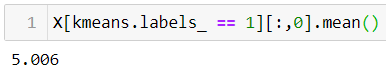 1 X[kmeans.labels_ == 1][:,0].mean()
5.006